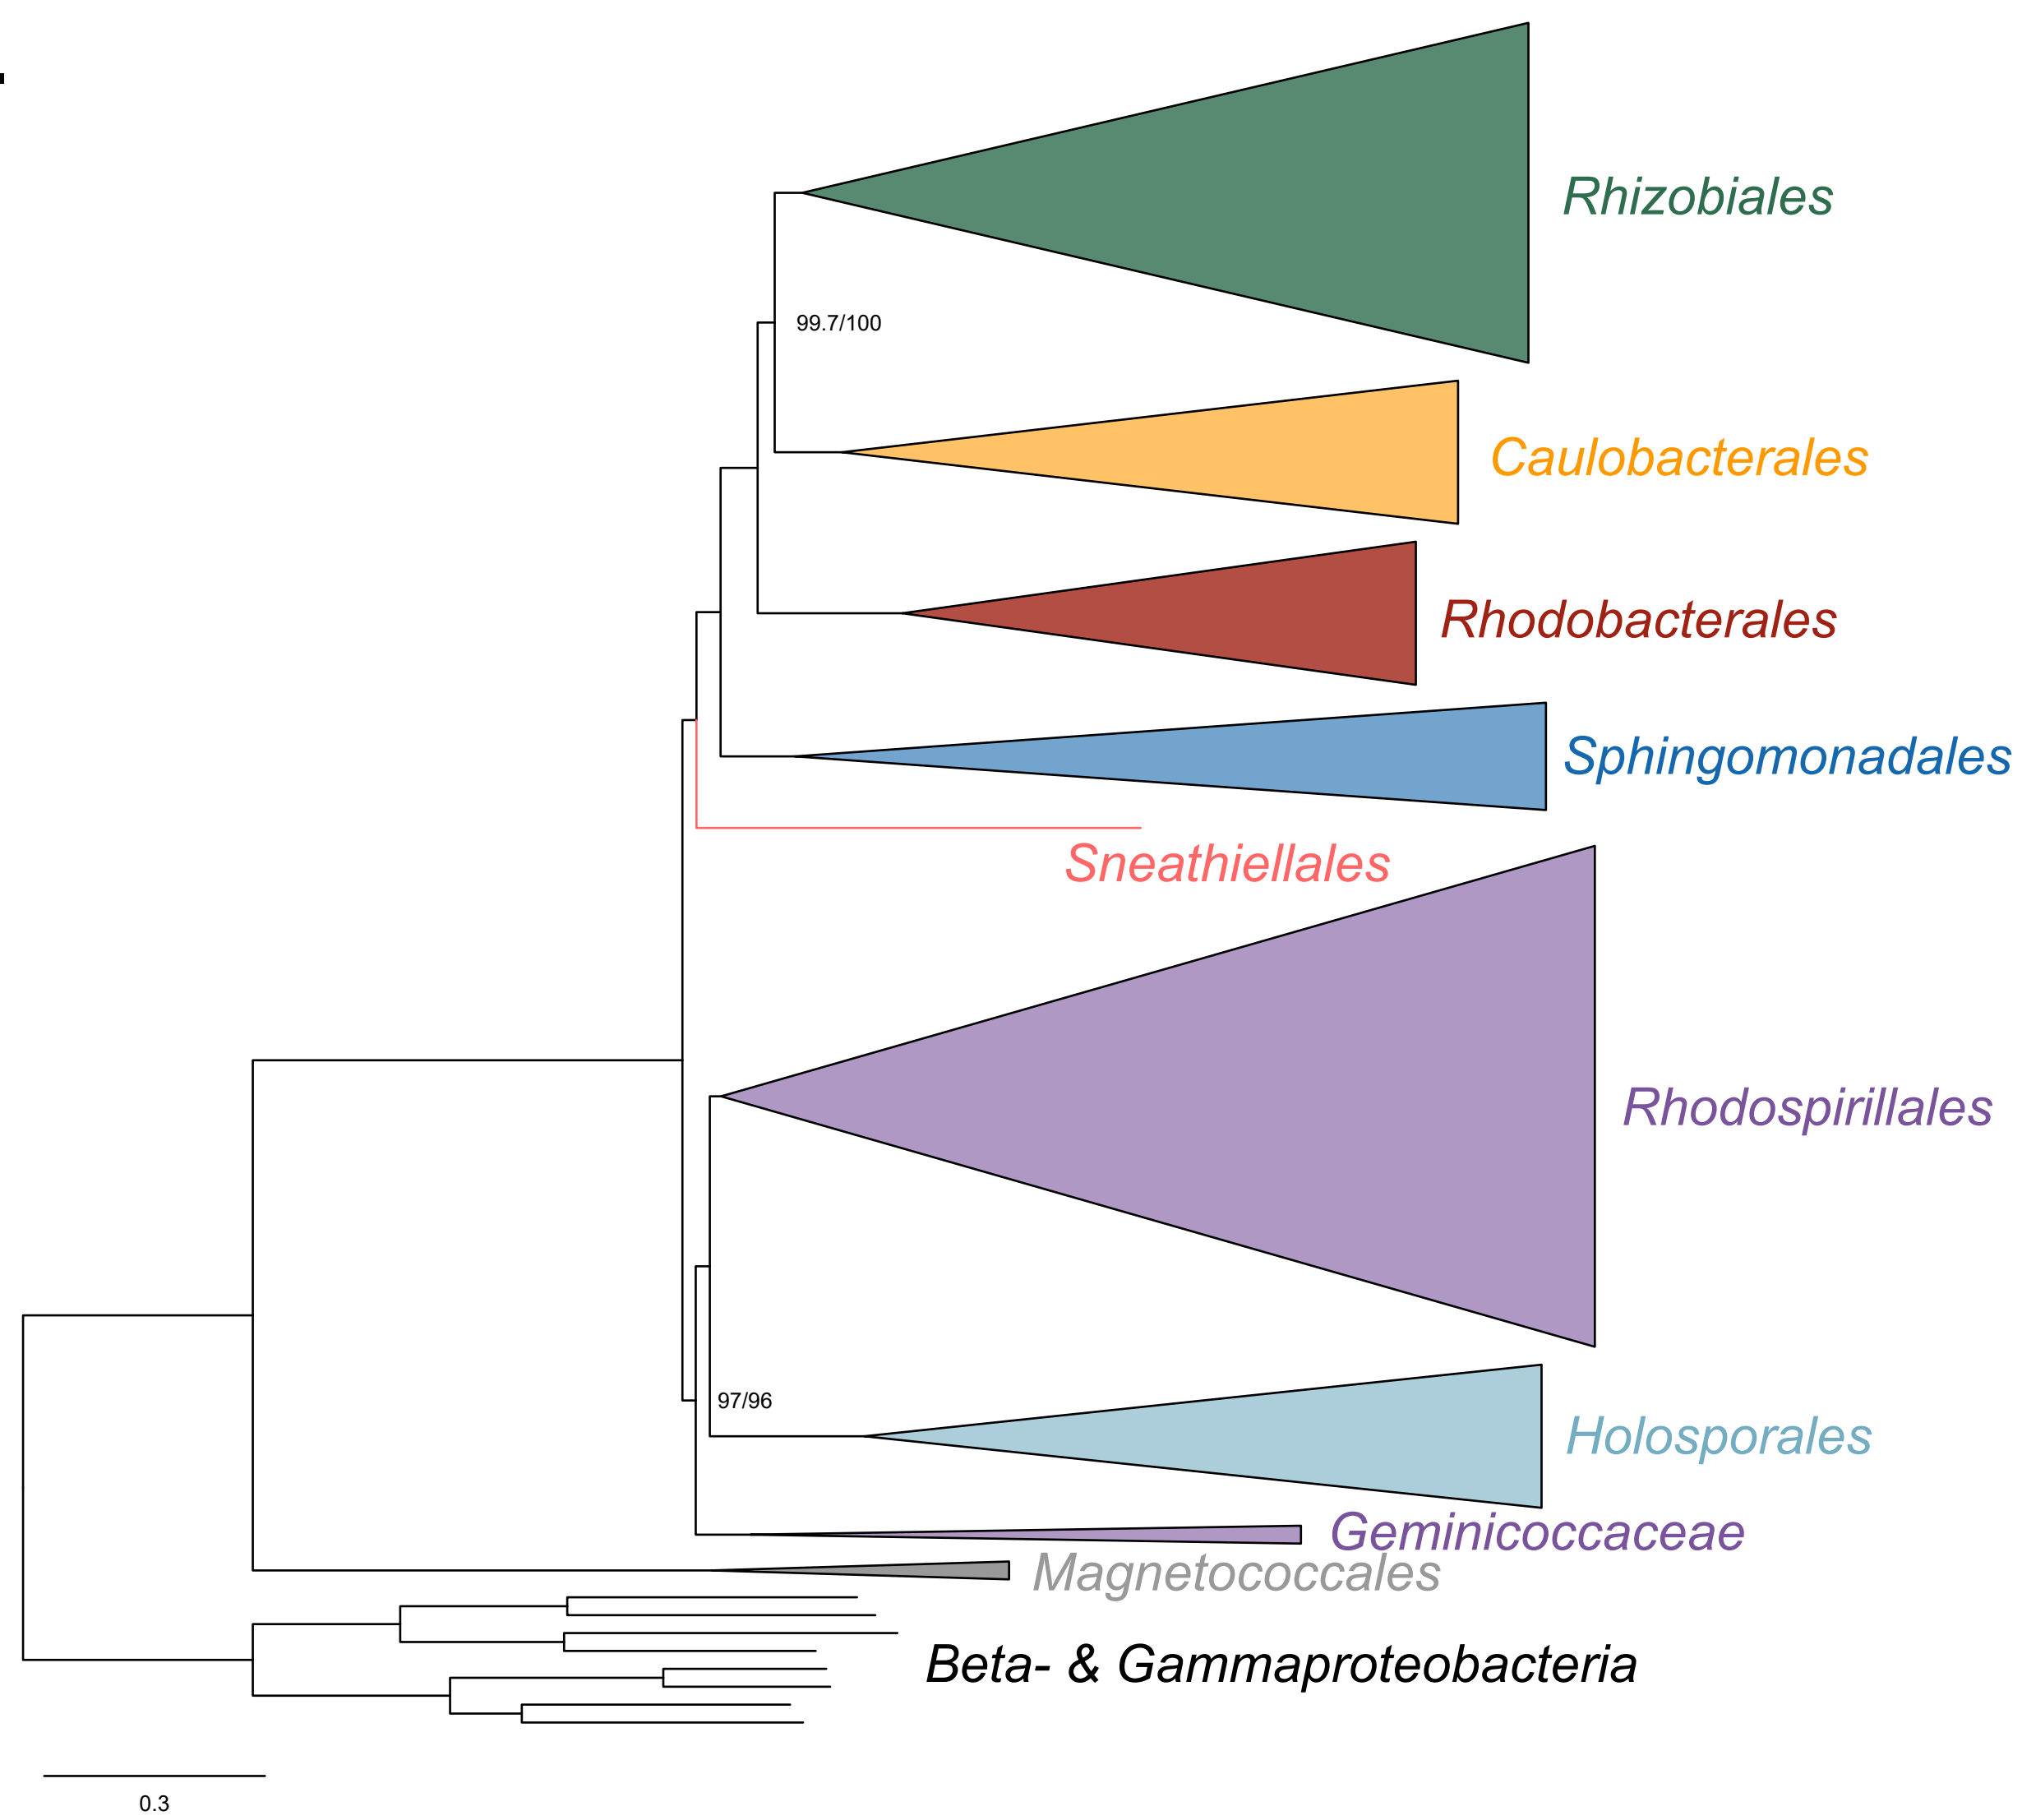 Rhizobiales
99.7/100
Caulobacterales
Rhodobacterales
Sphingomonadales
Sneathiellales
Rhodospirillales
97/96
Holosporales
Geminicoccaceae
Magnetococcales
Beta- & Gammaproteobacteria
0.3